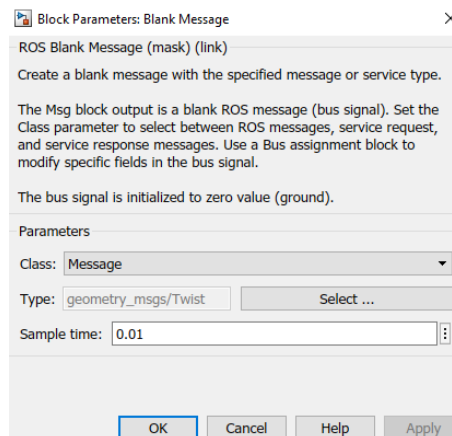 Block Parameters: Blank Message
ROS Blank Message (mask) (link)
Create a blank message with the specified message or service type.
The Msg block output is a blank ROS message (bus signal). Set the
Class parameter to select between ROS messages, service request,
and service response messages. Use a Bus assignment block to
modify specific fields in the bus signal.
The bus signal is initialized to zero value (ground).
Parameters
Class: Message
Type: geometry_msgs/Twist Select ...
Sample time: 0.01
OK Cancel Help Apply